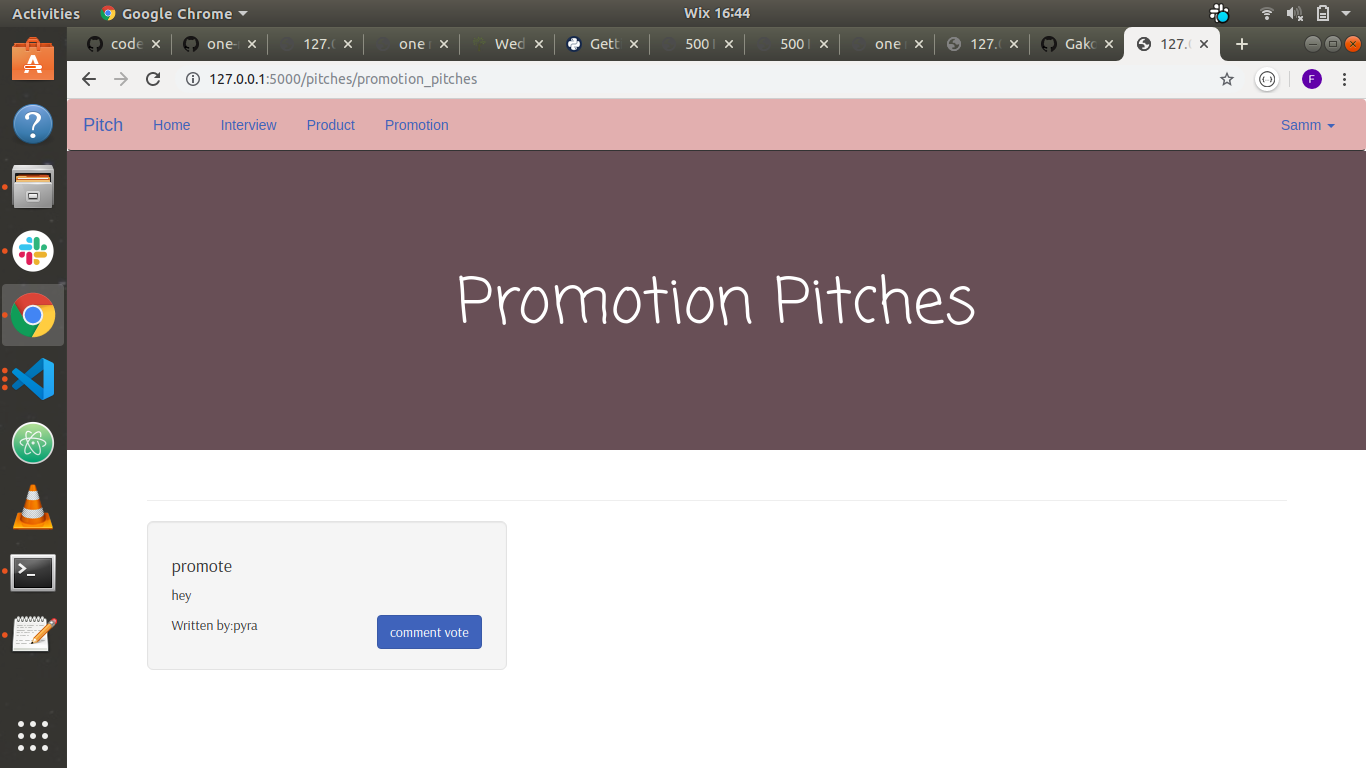 Activities Google Chrome Wix 16:44
code one- 127.0 one Wed Gett 500 500 one 127. Gak 127.
127.0.0.1:5000/pitches/promotion_pitches F
Pitch Home Interview Product Promotion Samm
Promotion Pitches
promote
hey
Written by:pyra
comment vote